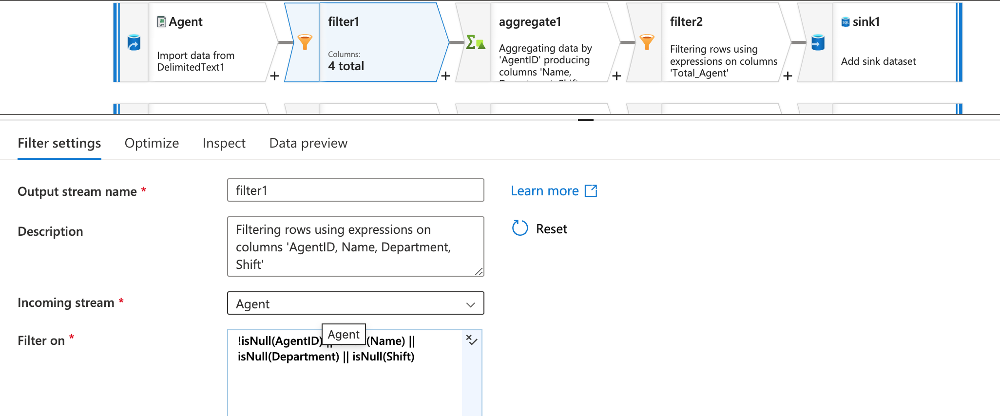 Agent
Import data from
DelimitedText1
+
filter1
Columns:
4 total
+
aggregate1
Aggregating data by
'AgentID' producing
columns 'Name,
+
filter2
Filtering rows using
expressions on columns
'Total_Agent'
+
SQL sink1
Add sink dataset
Filter settings
Optimize
Inspect
Data preview
Output stream name *
filter1
Learn more
Description
Filtering rows using expressions on
columns 'AgentID, Name, Department,
Shift'
Reset
Incoming stream *
Agent
Agent
Filter on *
!isNull(AgentID) || (Name) ||
isNull(Department) || isNull(Shift)